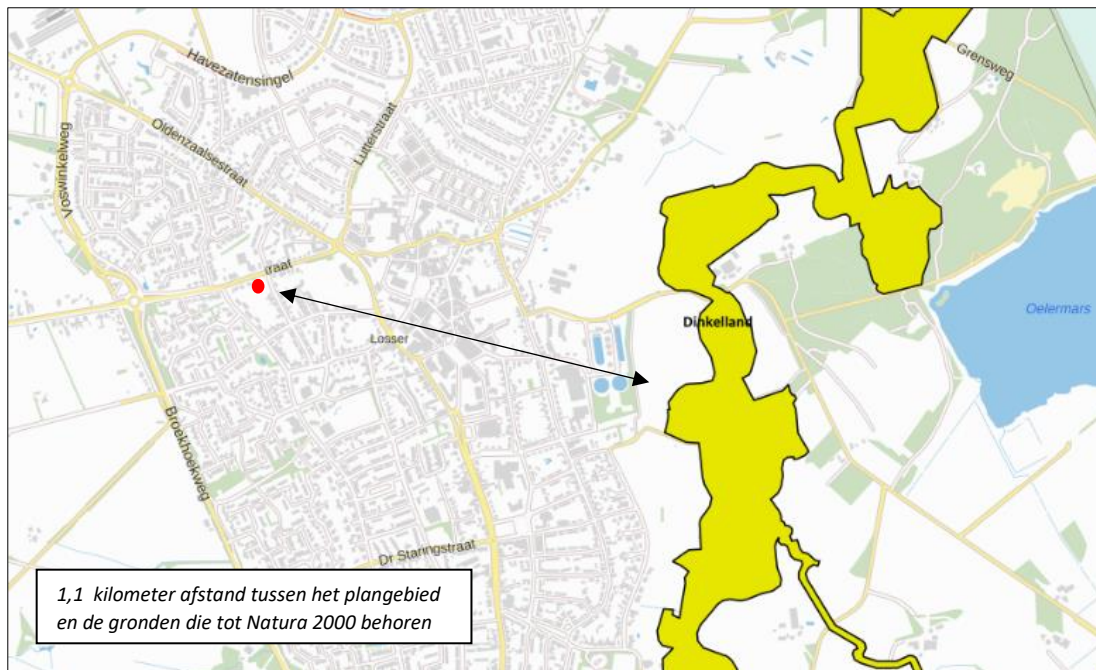 Havezatensingel
Grensweg
Oldenzaalsestraat
Lutterstraat
Voswinkelweg
traat
Oelermars
Dinkelland
Losser
Broekhoekweg
Dr Staringstraat
1,1 kilometer afstand tussen het plangebied
en de gronden die tot Natura 2000 behoren